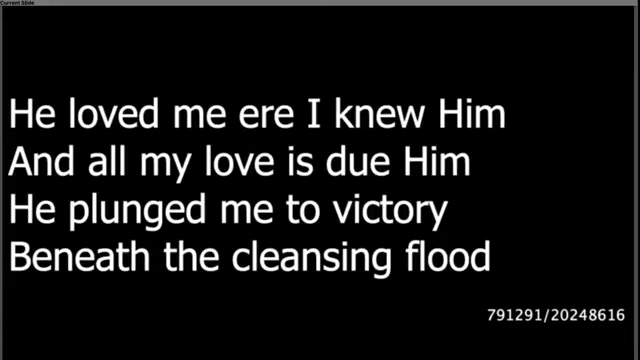 Current Slide
He loved me ere I knew Him
And all my love is due Him
He plunged me to victory
Beneath the cleansing flood
791291/20248616